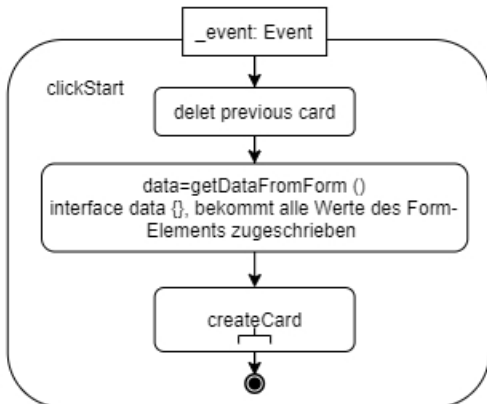 _event: Event
clickStart
delet previous card
data=getDataFromForm ()
interface data {}, bekommt alle Werte des Form-
Elements zugeschrieben
createCard